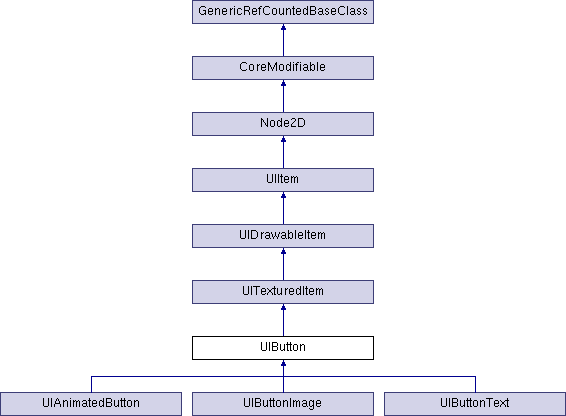 GenericRefCountedBaseClass
CoreModifiable
Node2D
UIItem
UIDrawableItem
UITexturedItem
UIButton
UIAnimatedButton
UIButtonImage
UIButtonText